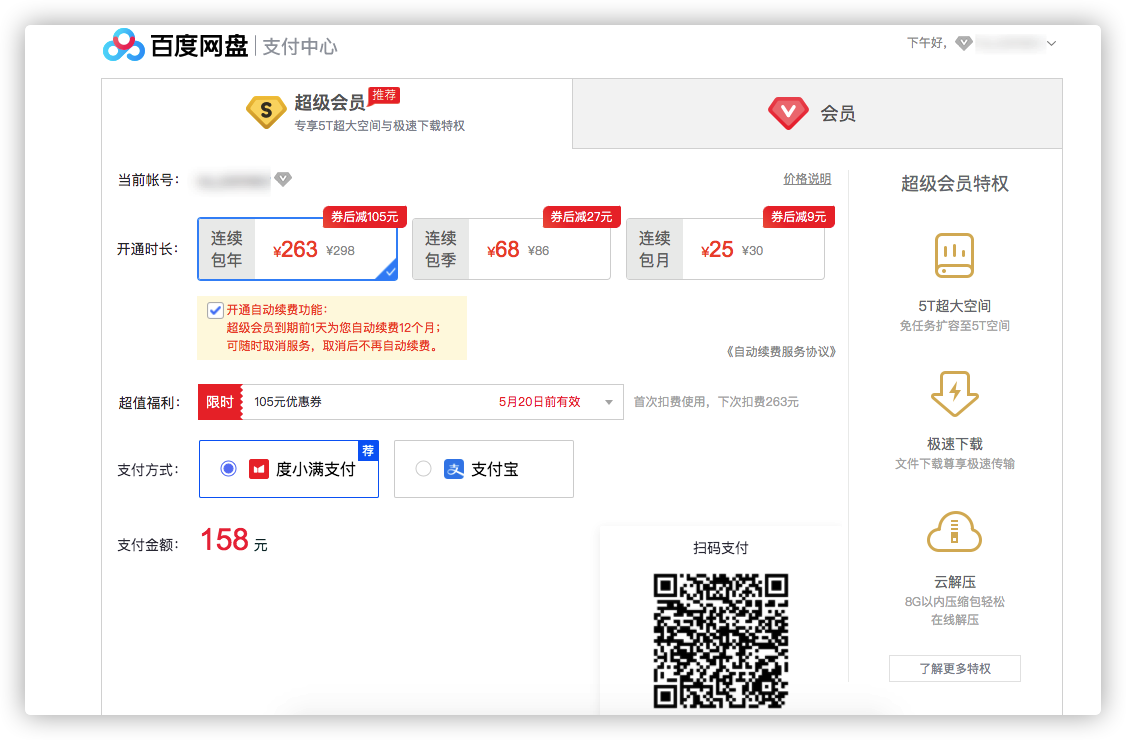 百度网盘 支付中心
下午好,
超级会员 推荐
专享5T超大空间与极速下载特权
会员
当前帐号:
价格说明
开通时长:
券后减105元
连续
包年
¥263 ¥298
券后减27元
连续
包季
¥68 ¥86
券后减9元
连续
包月
¥25 ¥30
开通自动续费功能:
超级会员到期前1天为您自动续费12个月;
可随时取消服务，取消后不再自动续费。
《自动续费服务协议》
超值福利: 限时 105元优惠券 5月20日前有效 首次扣费使用，下次扣费263元
支付方式: 度小满支付 荐 支付宝
支付金额: 158 元
扫码支付
超级会员特权
5T超大空间
免任务扩容至5T空间
极速下载
文件下载尊享极速传输
云解压
8G以内压缩包轻松
在线解压
了解更多特权